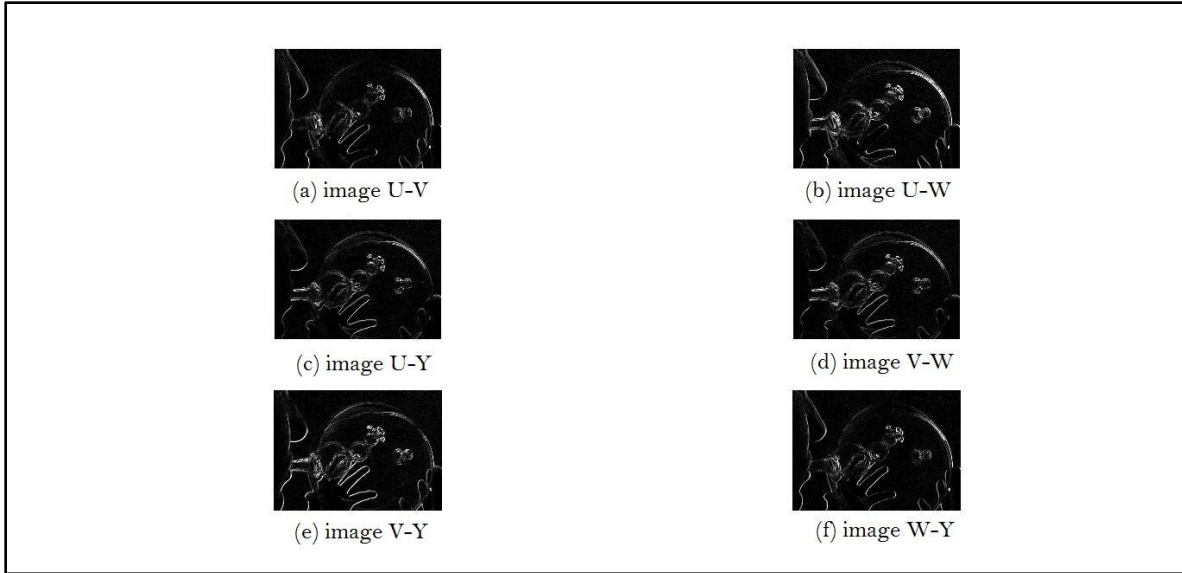 (a) image U-V
(b) image U-W
(c) image U-Y
(d) image V-W
(e) image V-Y
(f) image W-Y